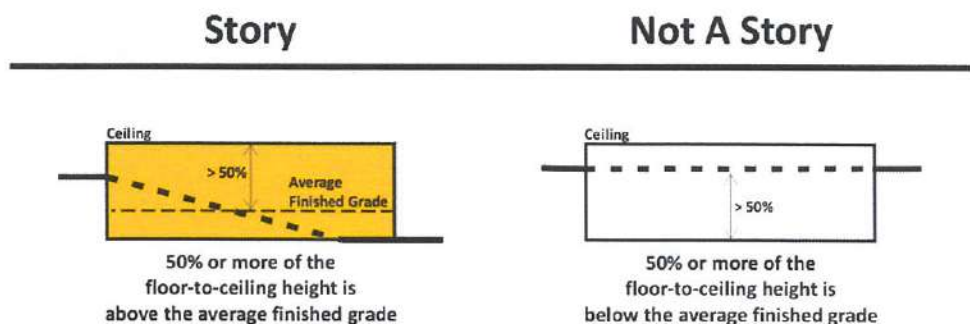 Story
Not A Story
Ceiling
> 50%
Average
Finished Grade
50% or more of the
floor-to-ceiling height is
above the average finished grade
Ceiling
> 50%
50% or more of the
floor-to-ceiling height is
below the average finished grade